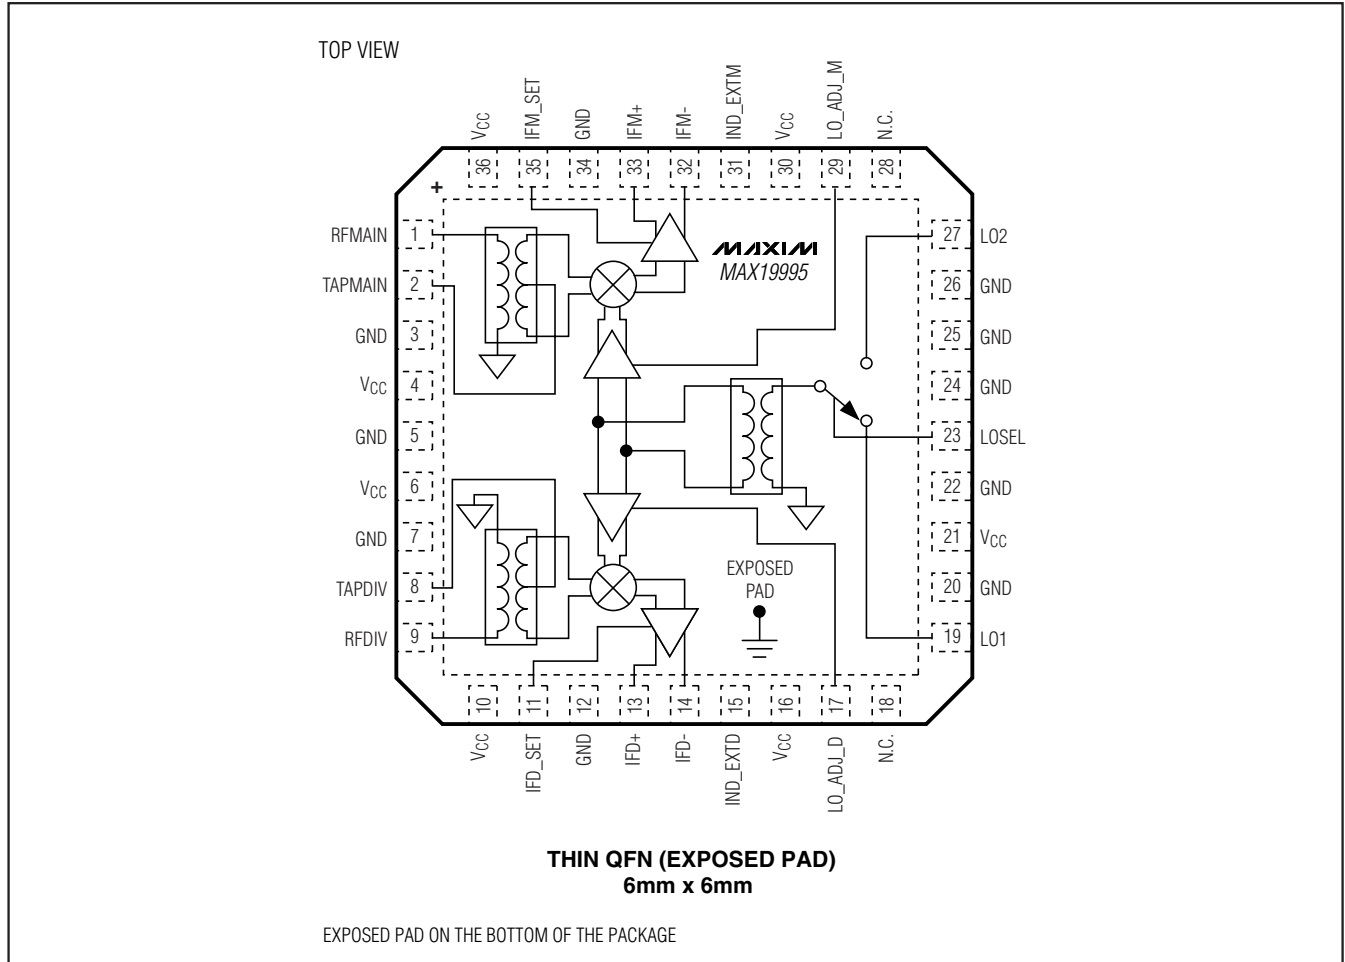 TOP VIEW
VCC
IFM_SET
GND
IFM+
IFM-
IND_EXTM
VCC
LO_ADJ_M
N.C.
36
35
34
33
32
31
30
29
28
+
RFMAIN 1
TAPMAIN 2
GND 3
VCC 4
GND 5
VCC 6
GND 7
TAPDIV 8
RFDIV 9
MAXIM
MAX19995
27 LO2
26 GND
25 GND
24 GND
23 LOSEL
22 GND
21 VCC
20 GND
19 LO1
EXPOSED
PAD
10
11
12
13
14
15
16
17
18
VCC
IFD_SET
GND
IFD+
IFD-
IND_EXTD
VCC
LO_ADJ_D
N.C.
THIN QFN (EXPOSED PAD)
6mm x 6mm
EXPOSED PAD ON THE BOTTOM OF THE PACKAGE